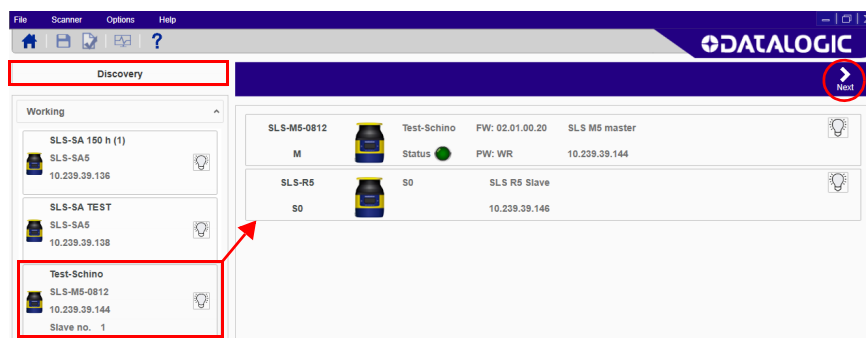 File Scanner Options Help
? DATALOGIC
Discovery
Next
Working
SLS-SA 150 h (1)
SLS-SA5
10.239.39.136
SLS-SA TEST
SLS-SA5
10.239.39.138
Test-Schino
SLS-M5-0812
10.239.39.144
Slave no. 1
SLS-M5-0812 Test-Schino FW: 02.01.00.20 SLS M5 master
M Status PW: WR 10.239.39.144
SLS-R5 S0 SLS R5 Slave
S0 10.239.39.146